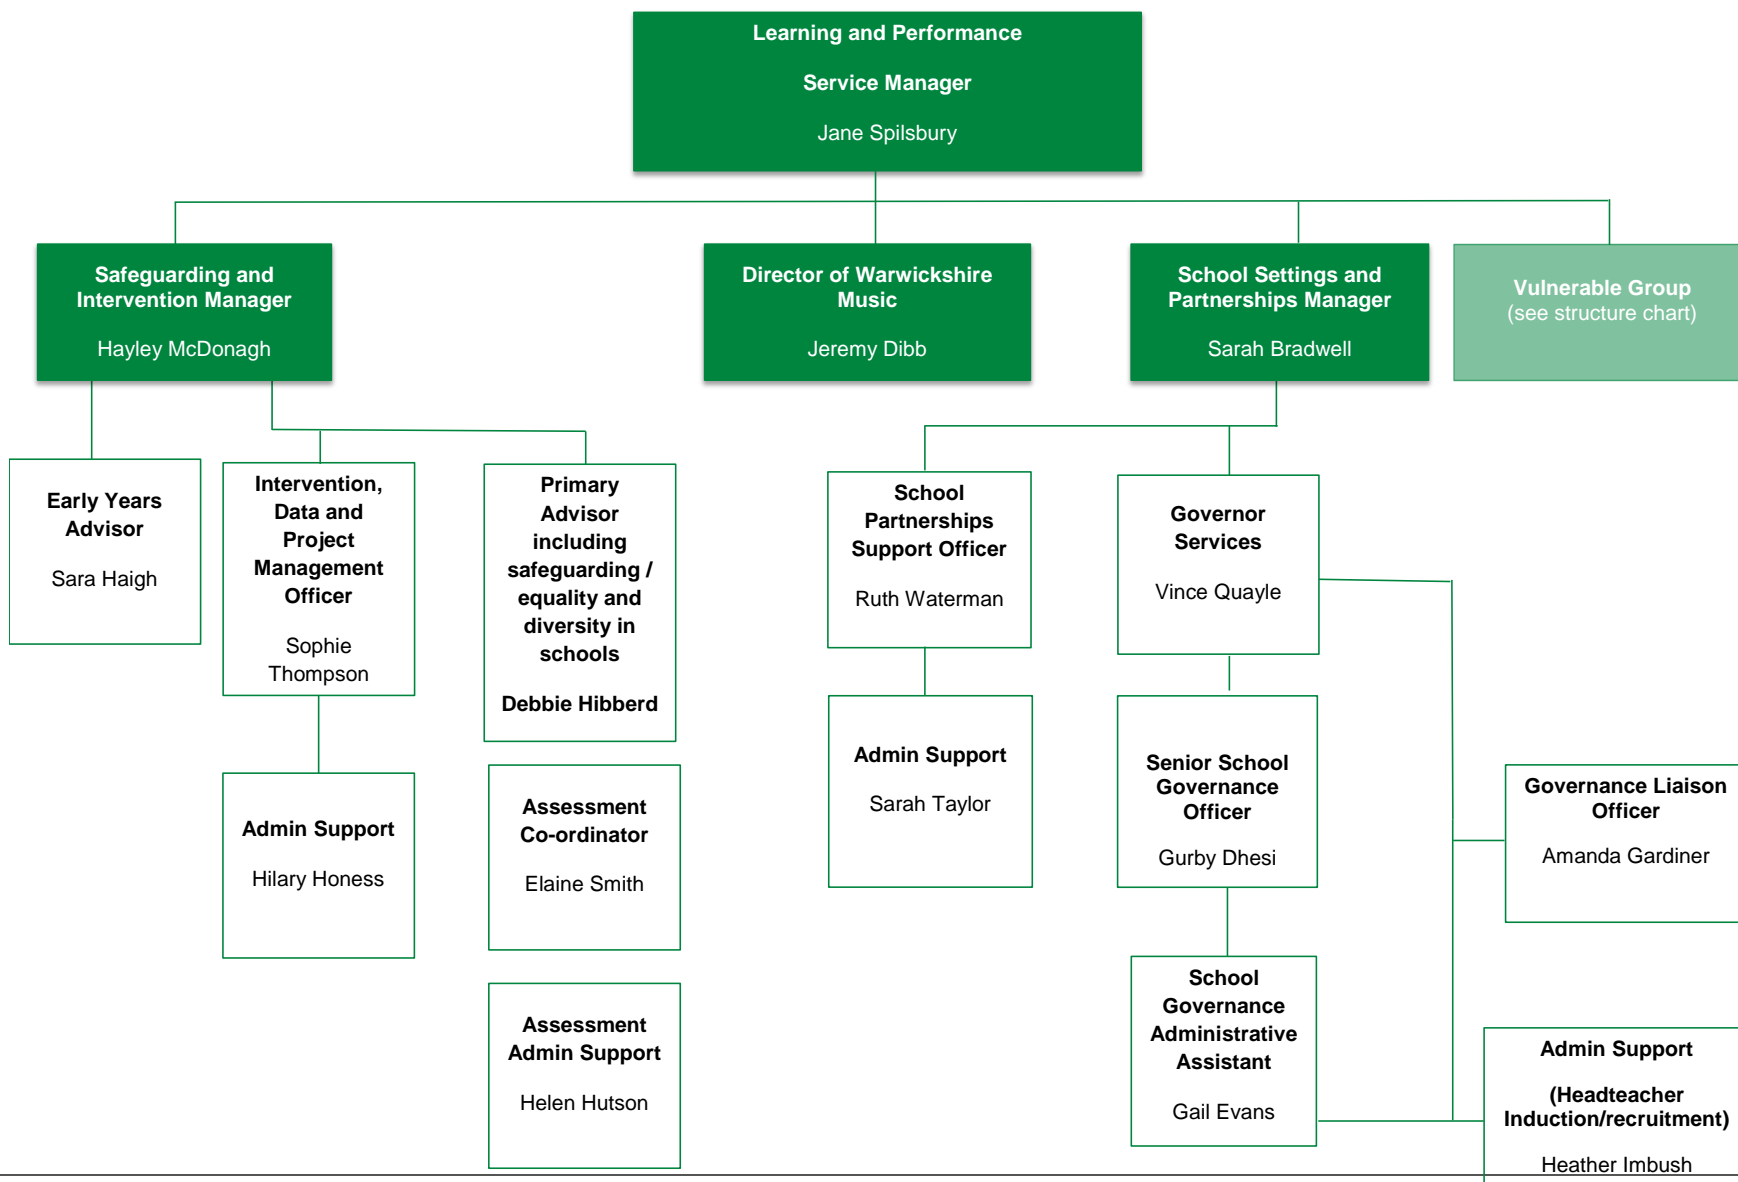 Learning and Performance
Service Manager
Jane Spilsbury
Safeguarding and
Intervention Manager
Hayley McDonagh
Director of Warwickshire
Music
Jeremy Dibb
School Settings and
Partnerships Manager
Sarah Bradwell
Vulnerable Group
(see structure chart)
Early Years
Advisor
Sara Haigh
Intervention,
Data and
Project
Management
Officer
Sophie
Thompson
Primary
Advisor
including
safeguarding /
equality and
diversity in
schools
Debbie Hibberd
School
Partnerships
Support Officer
Ruth Waterman
Governor
Services
Vince Quayle
Admin Support
Hilary Honess
Assessment
Co-ordinator
Elaine Smith
Admin Support
Sarah Taylor
Senior School
Governance
Officer
Gurby Dhesi
Governance Liaison
Officer
Amanda Gardiner
Assessment
Admin Support
Helen Hutson
School
Governance
Administrative
Assistant
Gail Evans
Admin Support
(Headteacher
Induction/recruitment)
Heather Imbush